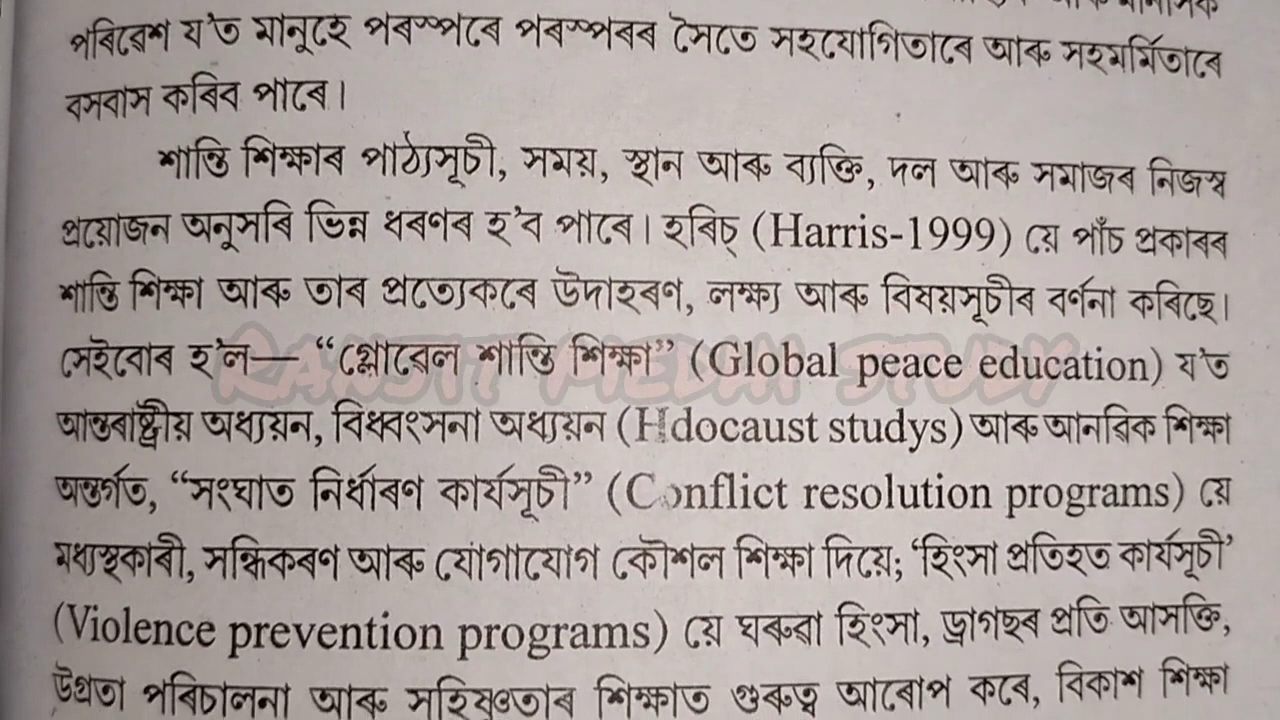 পৰিৱেশ য'ত মানুহে পৰস্পৰে পৰস্পৰৰ সৈতে সহযোগিতাৰে আৰু সহমৰ্মিতাৰে
বসবাস কৰিব পাৰে।
শান্তি শিক্ষাৰ পাঠ্যসূচী, সময়, স্থান আৰু ব্যক্তি, দল আৰু সমাজৰ নিজস্ব
প্ৰয়োজন অনুসৰি ভিন্ন ধৰণৰ হ'ব পাৰে। হৰিচ্ (Harris-1999) য়ে পাঁচ প্ৰকাৰৰ
শান্তি শিক্ষা আৰু তাৰ প্ৰত্যেকৰে উদাহৰণ, লক্ষ্য আৰু বিষয়সূচীৰ বৰ্ণনা কৰিছে।
সেইবোৰ হ'ল— “গ্লোৱেল শান্তি শিক্ষা” (Global peace education) য'ত
আন্তৰাষ্ট্ৰীয় অধ্যয়ন, বিধ্বংসনা অধ্যয়ন (Hdocaust studys) আৰু আনৱিক শিক্ষা
অন্তৰ্গত, “সংঘাত নিৰ্ধাৰণ কাৰ্যসূচী” (Conflict resolution programs) য়ে
মধ্যস্থকাৰী, সন্ধিকৰণ আৰু যোগাযোগ কৌশল শিক্ষা দিয়ে; ‘হিংসা প্ৰতিহত কাৰ্যসূচী’
(Violence prevention programs) য়ে ঘৰুৱা হিংসা, ড্ৰাগছৰ প্ৰতি আসক্তি,
উগ্ৰতা পৰিচালনা আৰু সহিষ্ণুতাৰ শিক্ষাত গুৰুত্ব আৰোপ কৰে, বিকাশ শিক্ষা
RANJIT MEDHI STUDY